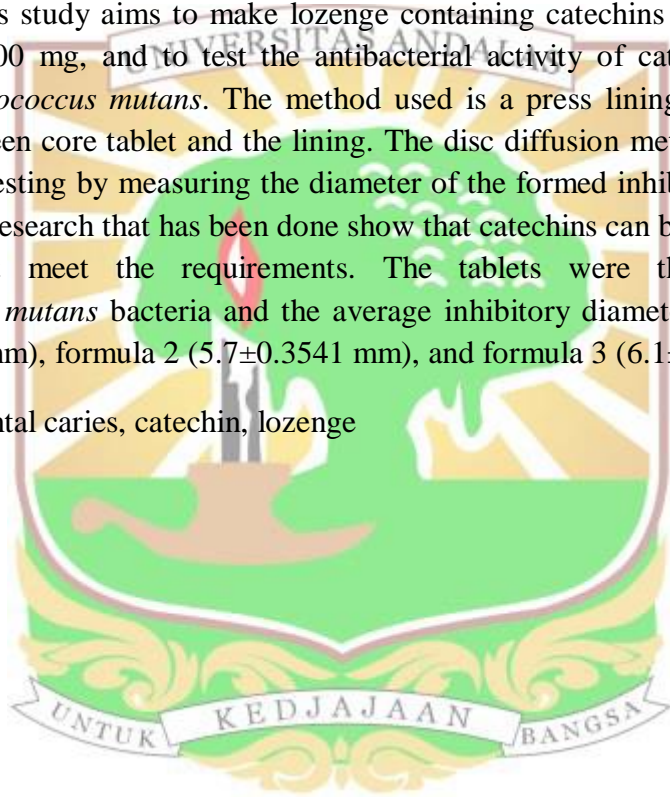 s study aims to make lozenge containing catechins
00 mg, and to test the antibacterial activity of cat
UNIVERSITAS ANDALAS
ococcus mutans. The method used is a press lining
een core tablet and the lining. The disc diffusion met
esting by measuring the diameter of the formed inhib
esearch that has been done show that catechins can b
meet the requirements. The tablets were th
mutans bacteria and the average inhibitory diamet
mm), formula 2 (5.7±0.3541 mm), and formula 3 (6.1±
ntal caries, catechin, lozenge
UNTUK KEDJAJAAN BANGSA